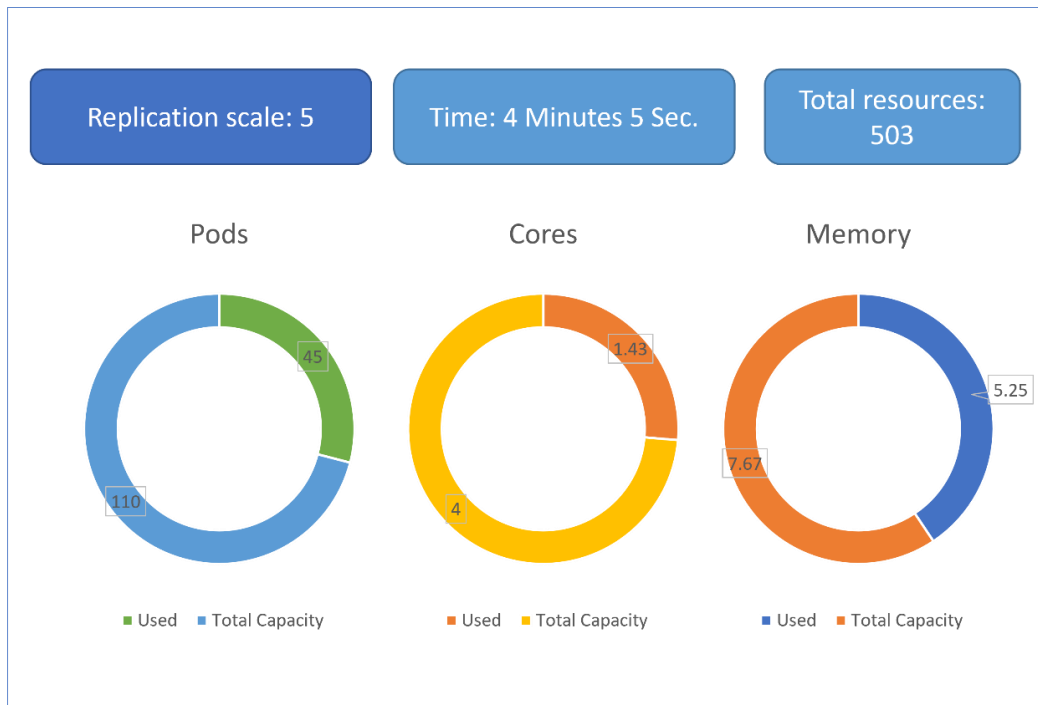 Replication scale: 5
Time: 4 Minutes 5 Sec.
Total resources:
503
Pods
Cores
Memory
45
110
1.43
4
5.25
7.67
Used Total Capacity
Used Total Capacity
Used Total Capacity